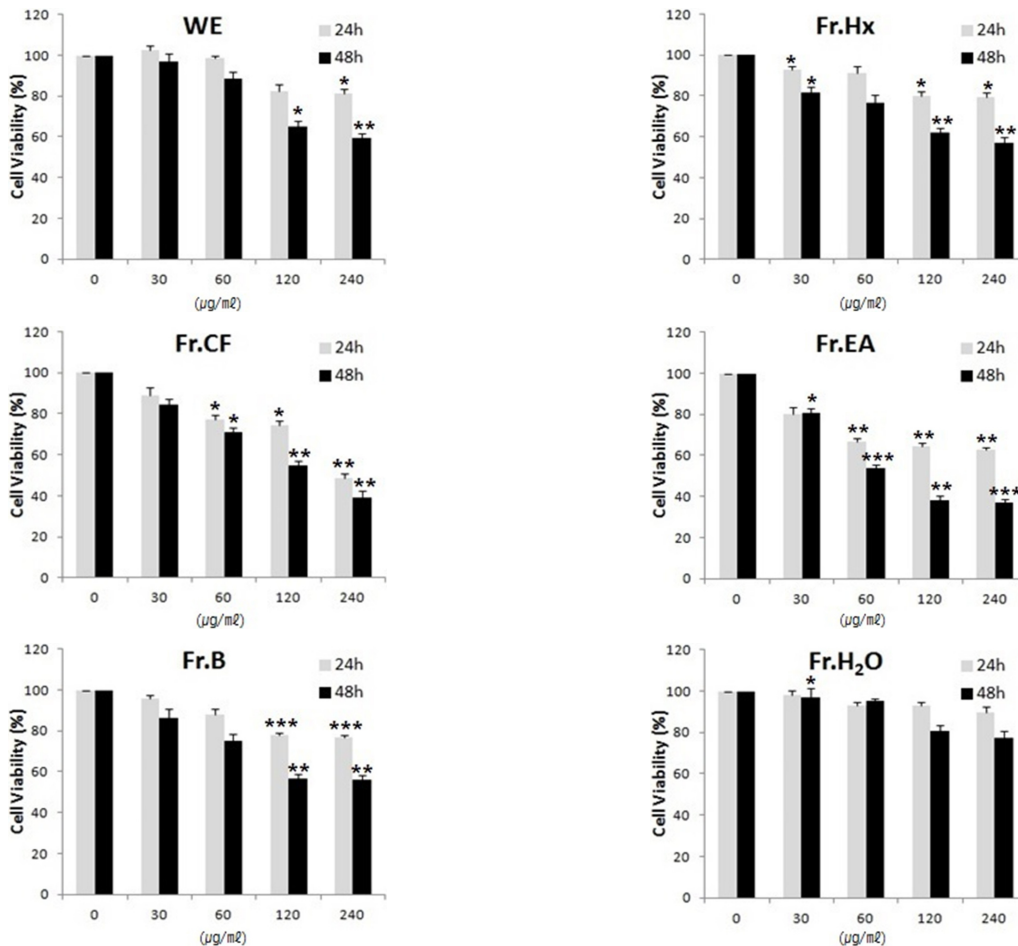 WE
24h
48h
Cell Viability (%)
120
100
80
60
40
20
0
* * **
0 30 60 120 240
(µg/mℓ)
Fr.Hx
24h
48h
Cell Viability (%)
120
100
80
60
40
20
0
* * * ** * **
0 30 60 120 240
(µg/mℓ)
Fr.CF
24h
48h
Cell Viability (%)
120
100
80
60
40
20
0
* * * ** ** **
0 30 60 120 240
(µg/mℓ)
Fr.EA
24h
48h
Cell Viability (%)
120
100
80
60
40
20
0
* ** *** ** ** ** ***
0 30 60 120 240
(µg/mℓ)
Fr.B
24h
48h
Cell Viability (%)
120
100
80
60
40
20
0
*** ** *** **
0 30 60 120 240
(µg/mℓ)
Fr.H₂O
24h
48h
Cell Viability (%)
120
100
80
60
40
20
0
*
0 30 60 120 240
(µg/mℓ)